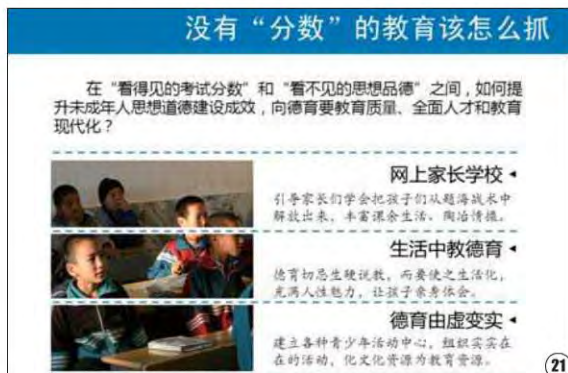 没有“分数”的教育该怎么抓
在“看得见的考试分数”和“看不见的思想品德”之间，如何提
升未成年人思想道德建设成效，向德育要教育质量、全面人才和教育
现代化？
网上家长学校
引导家长们学会把孩子们从题海战术中
解放出来，丰富课余生活、陶冶情操。
生活中教德育
德育切忌生硬说教，而要使之生活化，
充满人性魅力，让孩子亲身体会。
德育由虚变实
建立各种青少年活动中心，组织实实在
在的活动，化文化资源为教育资源。
21